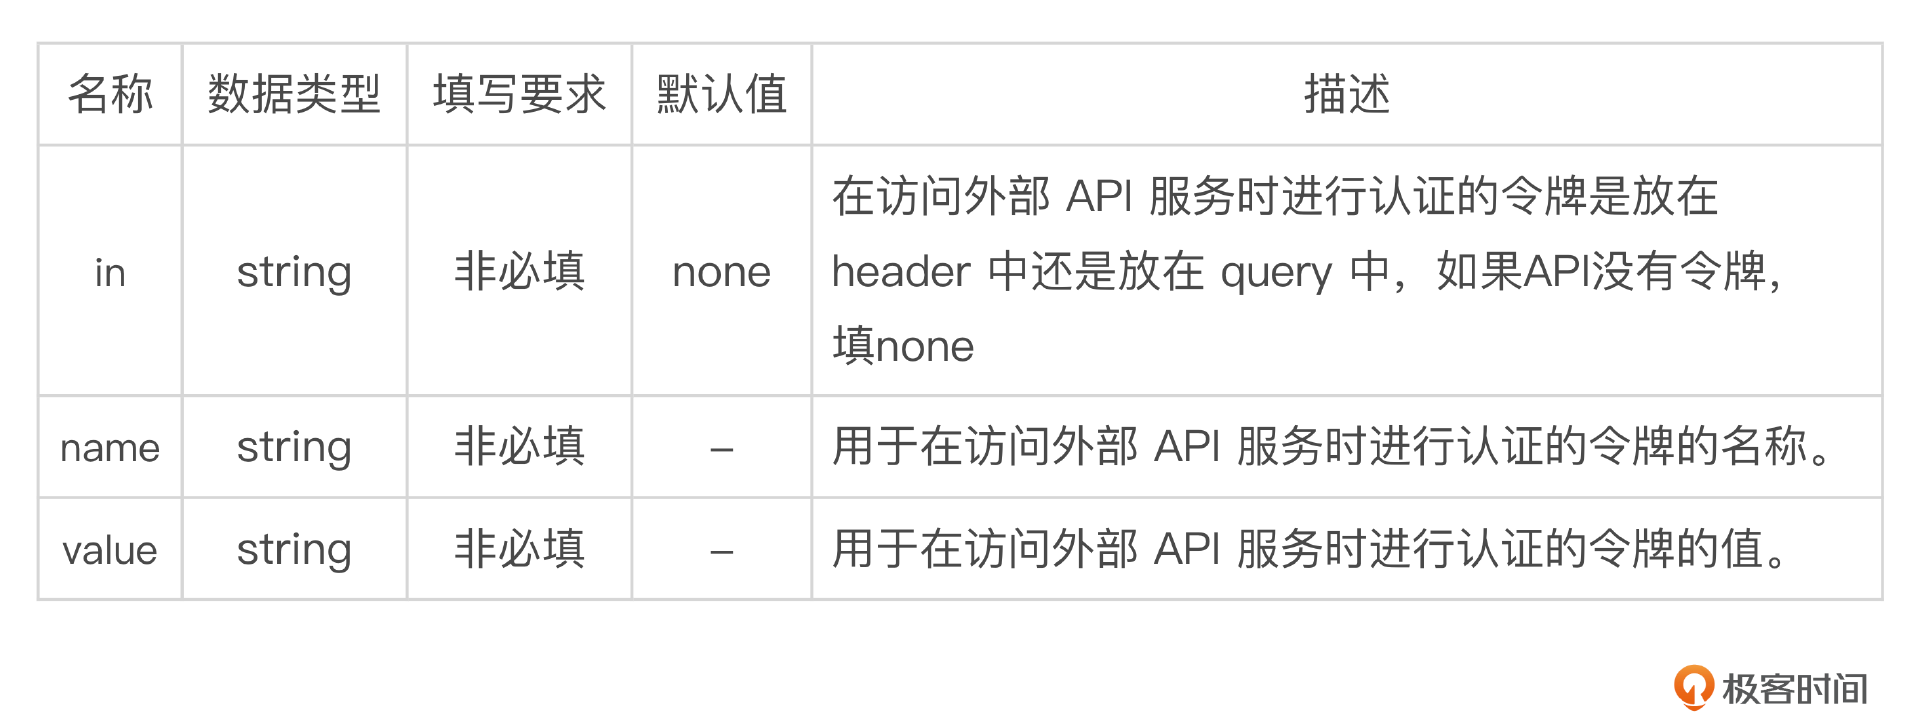 名称 数据类型 填写要求 默认值 描述
在访问外部 API 服务时进行认证的令牌是放在
in string 非必填 none header 中还是放在 query 中，如果API没有令牌，
填none
name string 非必填 – 用于在访问外部 API 服务时进行认证的令牌的名称。
value string 非必填 – 用于在访问外部 API 服务时进行认证的令牌的值。
极客时间